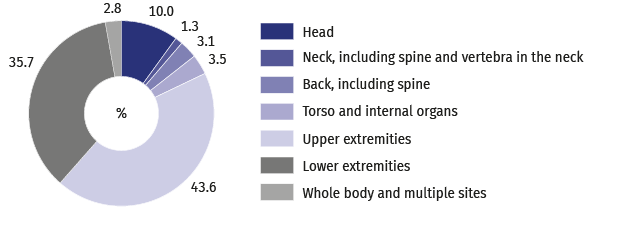 2.8
10.0
1.3
3.1
3.5
35.7
%
43.6
Head
Neck, including spine and vertebra in the neck
Back, including spine
Torso and internal organs
Upper extremities
Lower extremities
Whole body and multiple sites